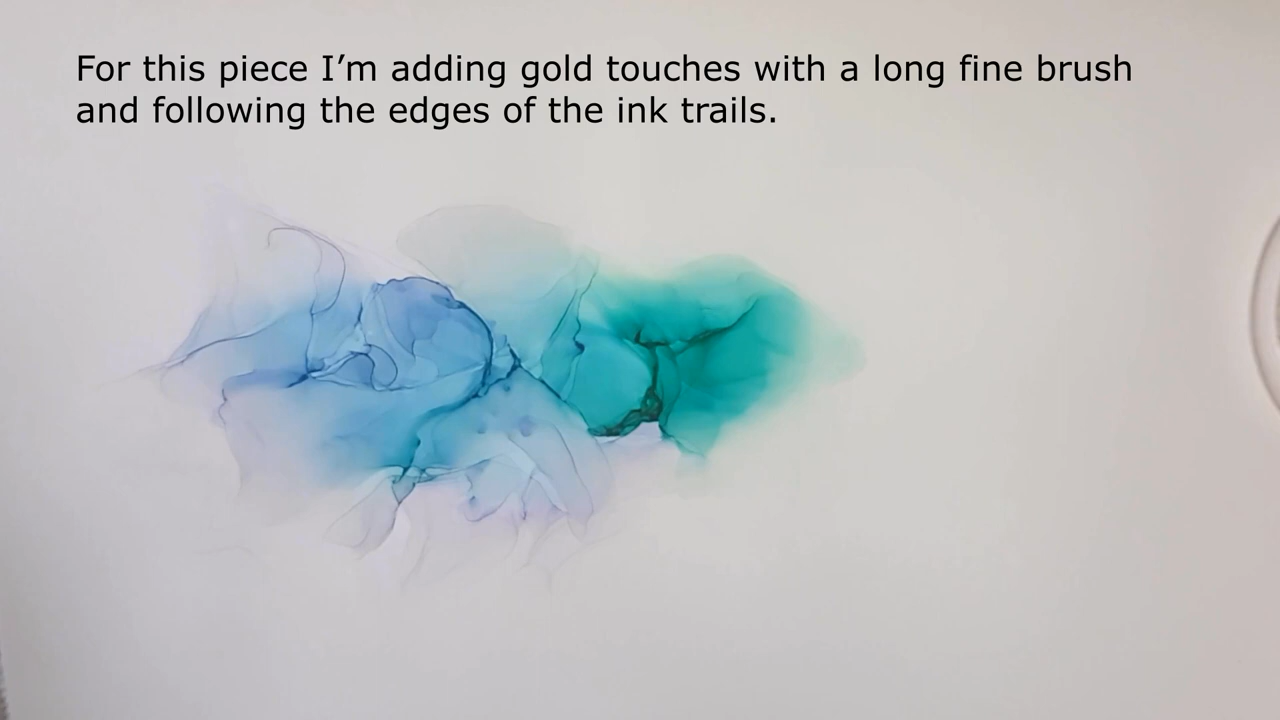 For this piece I’m adding gold touches with a long fine brush
and following the edges of the ink trails.